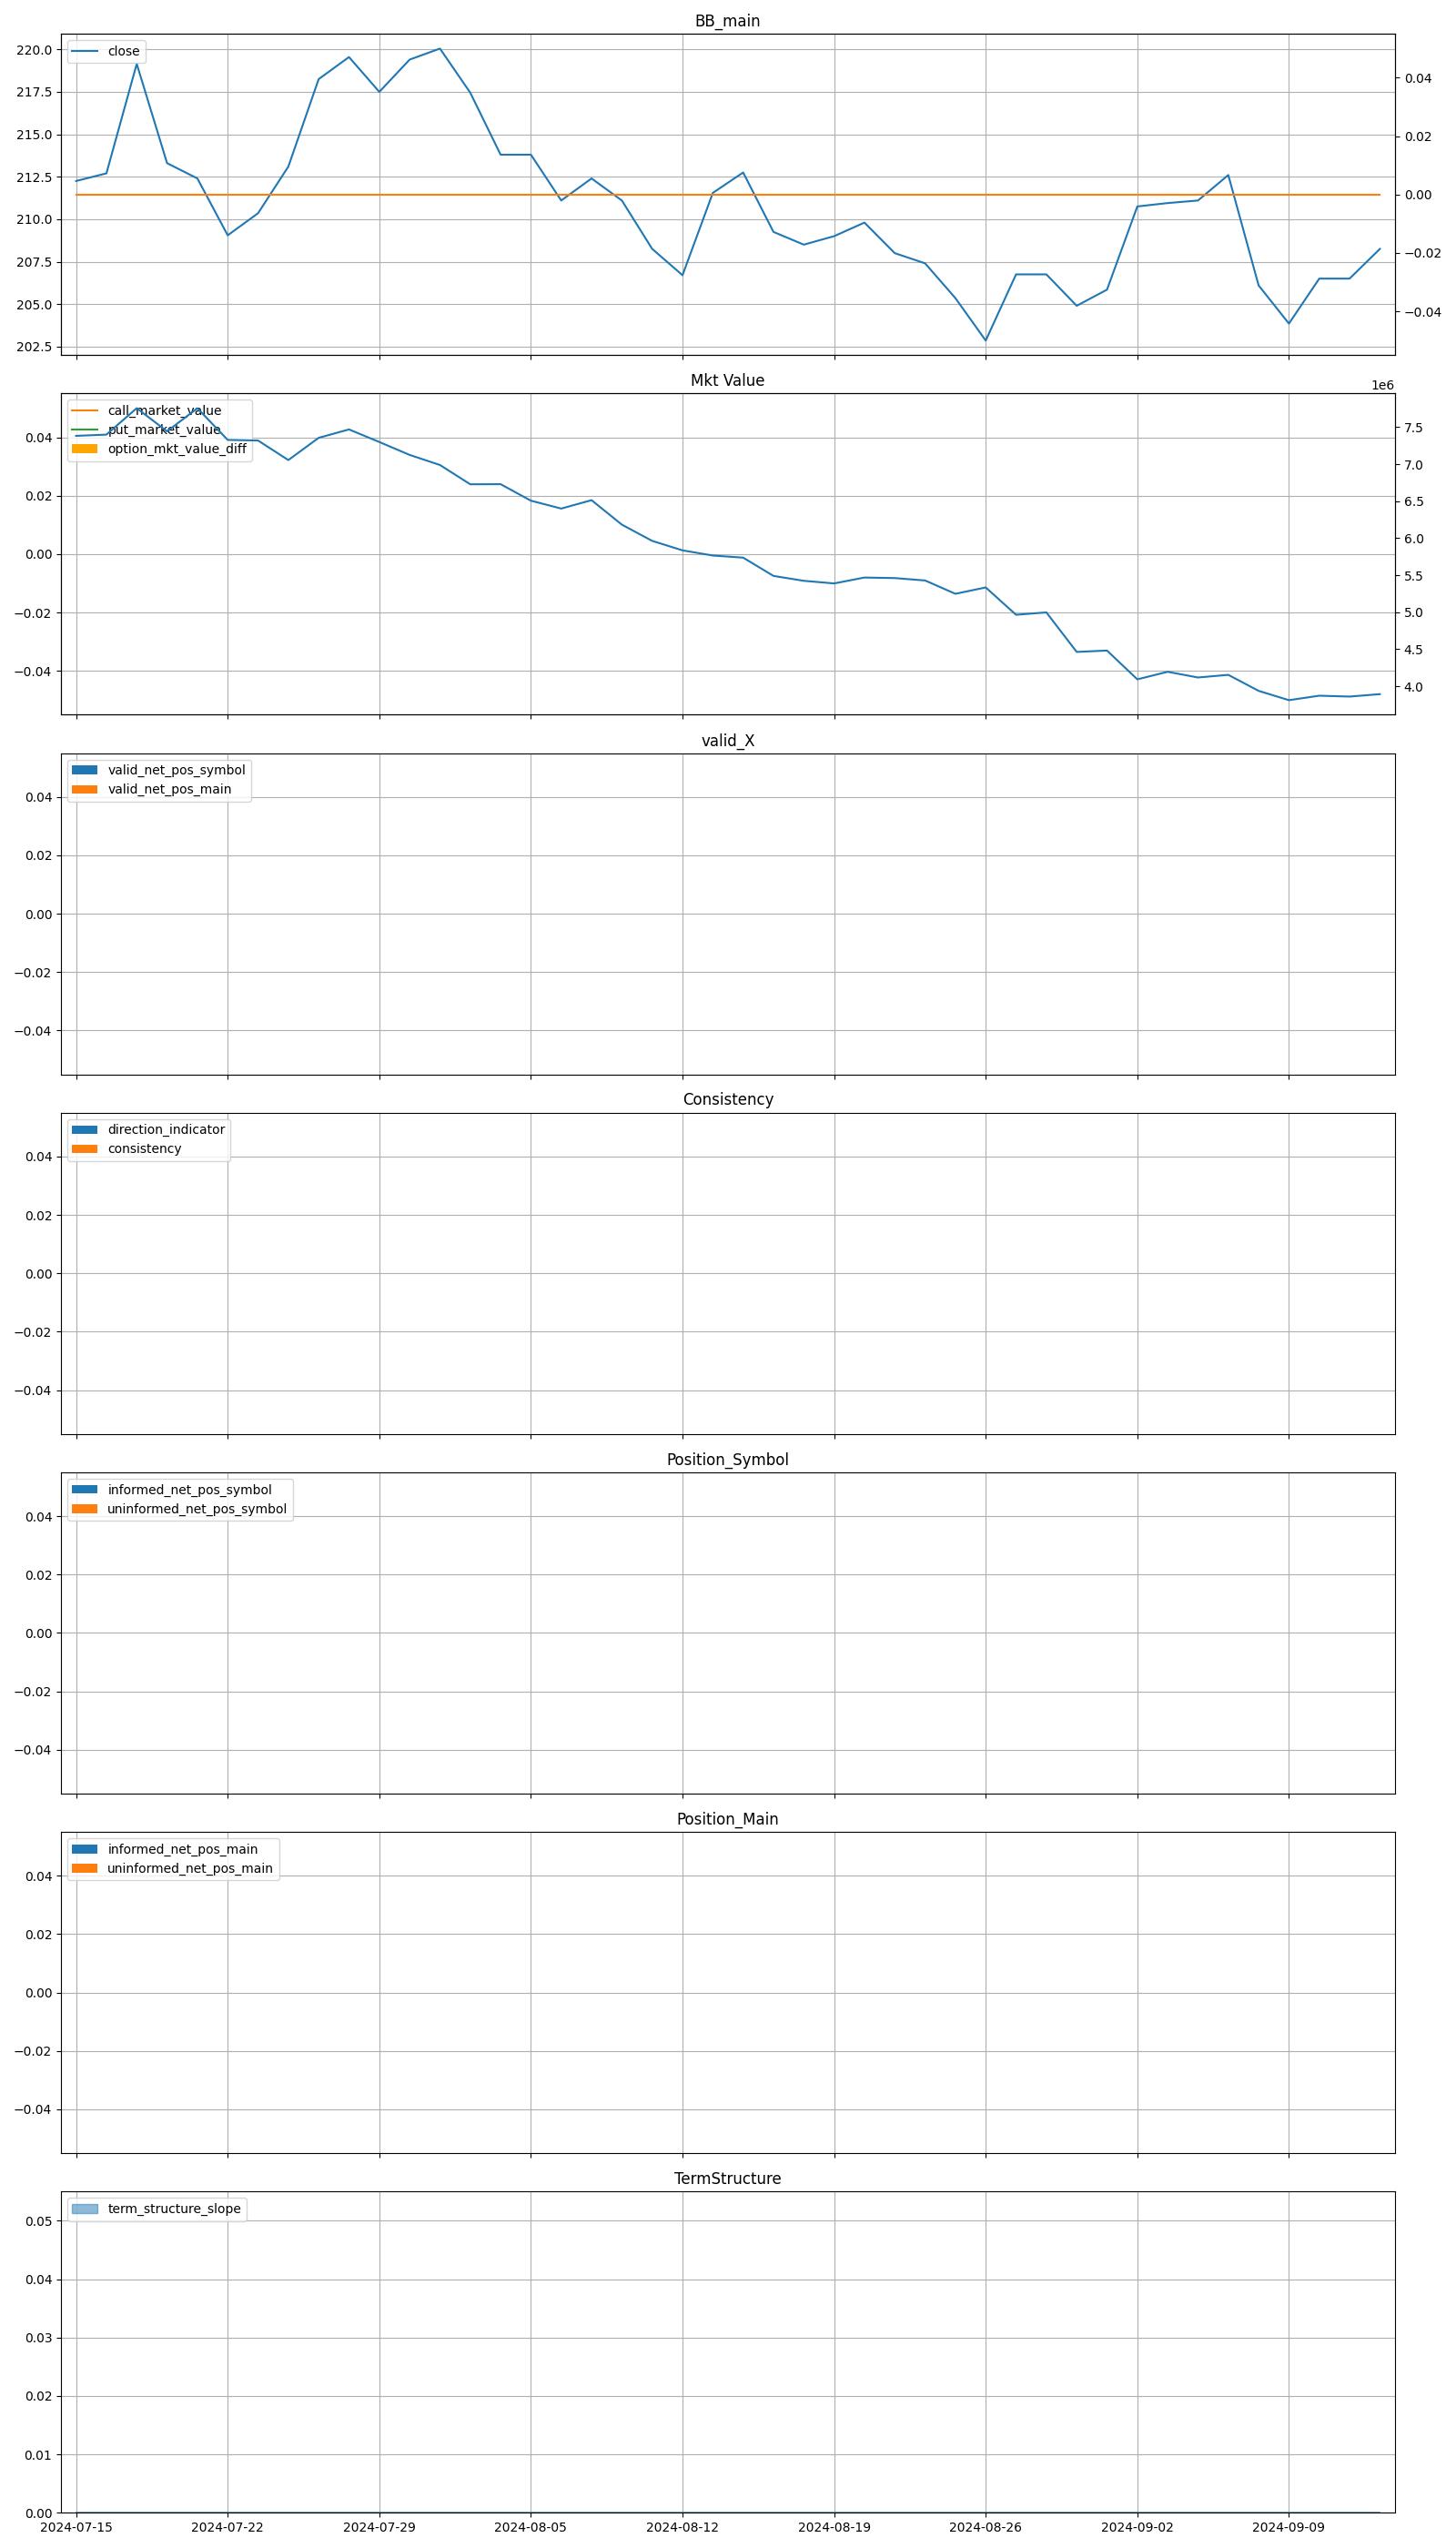 BB_main
close
220.0
217.5
215.0
212.5
210.0
207.5
205.0
202.5
0.04
0.02
0.00
−0.02
−0.04
Mkt Value
1e6
call_market_value
put_market_value
option_mkt_value_diff
0.04
0.02
0.00
−0.02
−0.04
7.5
7.0
6.5
6.0
5.5
5.0
4.5
4.0
valid_X
valid_net_pos_symbol
valid_net_pos_main
0.04
0.02
0.00
−0.02
−0.04
Consistency
direction_indicator
consistency
0.04
0.02
0.00
−0.02
−0.04
Position_Symbol
informed_net_pos_symbol
uninformed_net_pos_symbol
0.04
0.02
0.00
−0.02
−0.04
Position_Main
informed_net_pos_main
uninformed_net_pos_main
0.04
0.02
0.00
−0.02
−0.04
TermStructure
term_structure_slope
0.05
0.04
0.03
0.02
0.01
0.00
2024-07-15 2024-07-22 2024-07-29 2024-08-05 2024-08-12 2024-08-19 2024-08-26 2024-09-02 2024-09-09